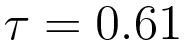 τ = 0.61